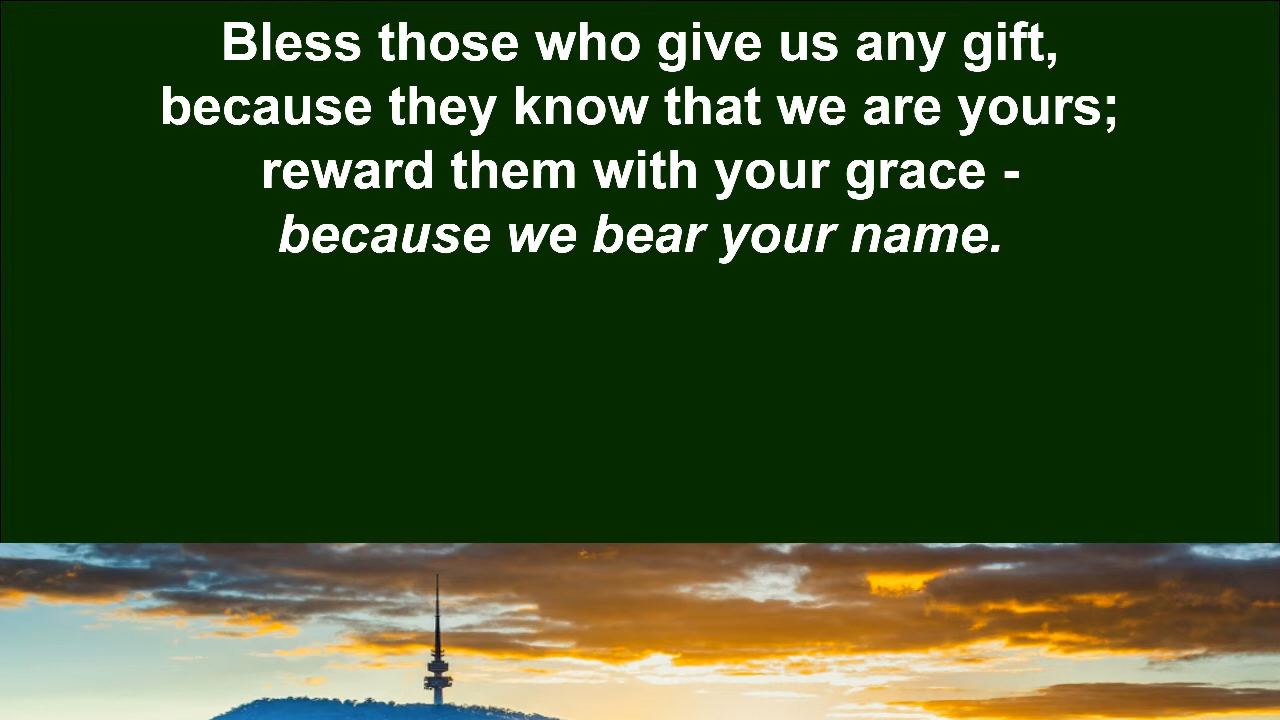 Bless those who give us any gift,
because they know that we are yours;
reward them with your grace -
because we bear your name.